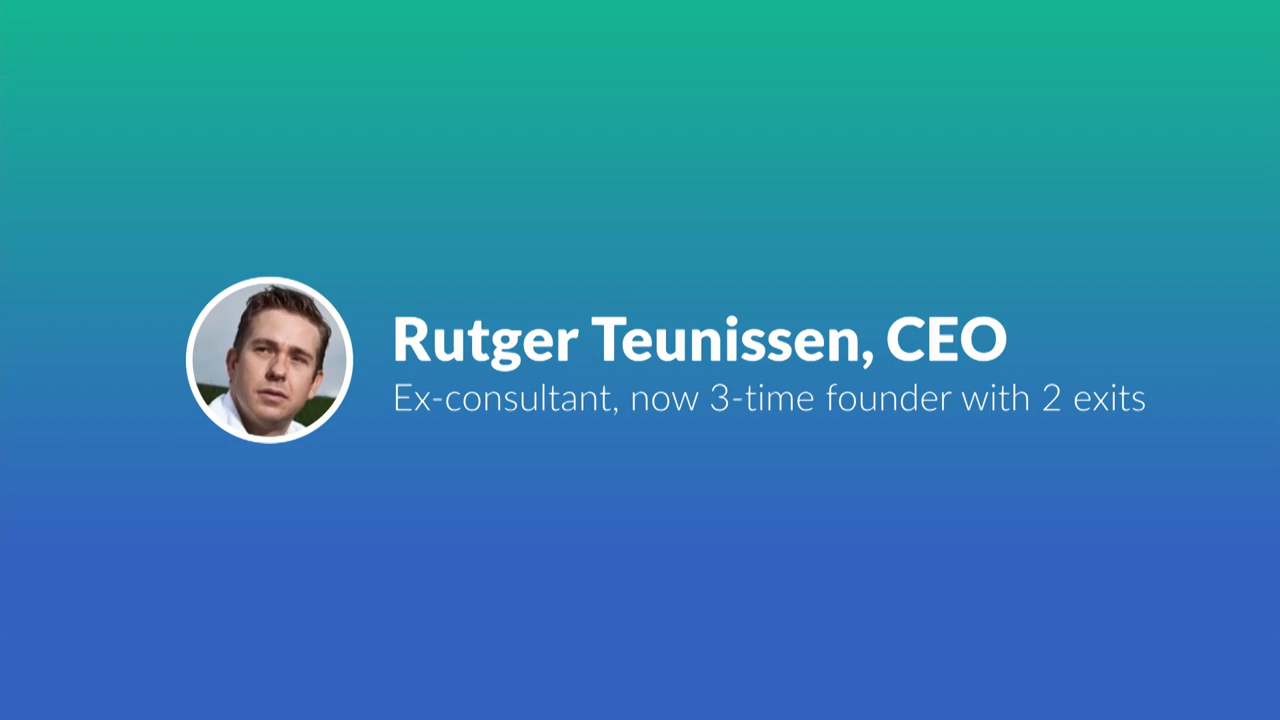 Rutger Teunissen, CEO
Ex-consultant, now 3-time founder with 2 exits